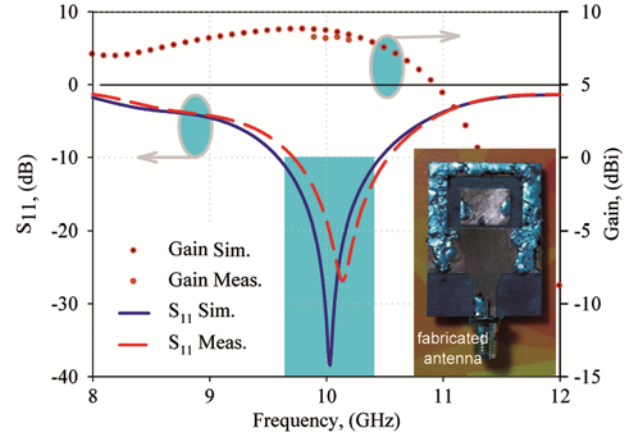 10
0
-10
-20
-30
-40
S11, (dB)
10
5
0
-5
-10
-15
Gain, (dBi)
Gain Sim.
Gain Meas.
S11 Sim.
S11 Meas.
fabricated
antenna
8
9
10
11
12
Frequency, (GHz)